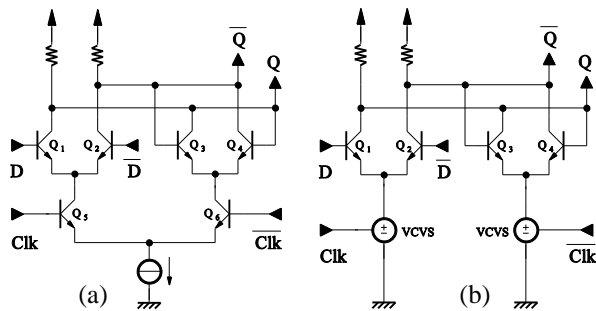 Q̅ Q Q̅ Q
Q₁ Q₂ Q₃ Q₄ Q₁ Q₂ Q₃ Q₄
D D̅ D D̅
Q₅ Q₆ + − VCVS VCVS + −
Clk C̅l̅k̅ Clk C̅l̅k̅
(a) (b)